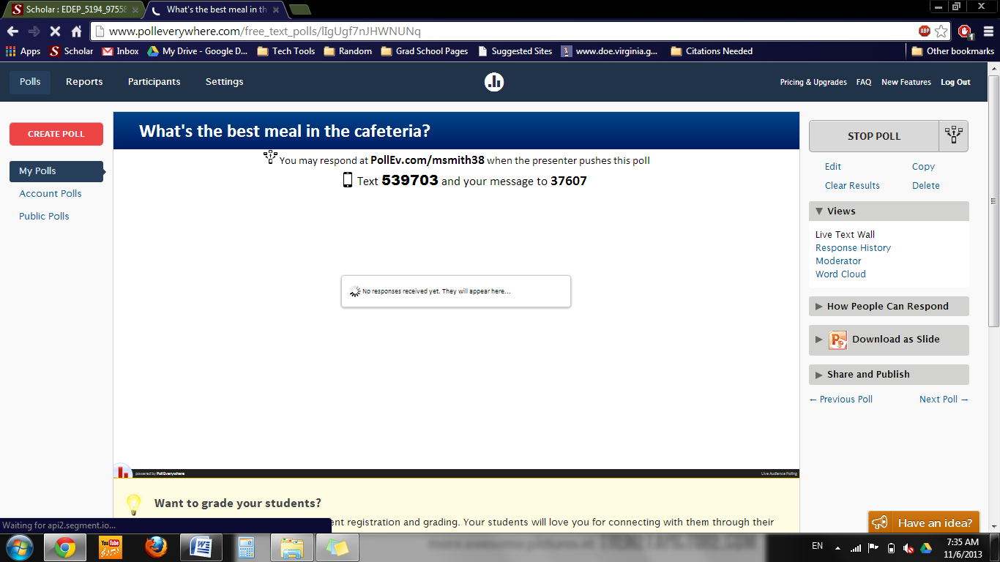 Scholar : EDEP_5194_9755
What's the best meal in th
www.polleverywhere.com/free_text_polls/lIgUgf7nJHWNUNq
ABP
1
Apps
Scholar
Inbox
My Drive - Google D...
Tech Tools
Random
Grad School Pages
Suggested Sites
www.doe.virginia.g...
Citations Needed
Other bookmarks
Polls
Reports
Participants
Settings
Pricing & Upgrades
FAQ
New Features
Log Out
CREATE POLL
My Polls
Account Polls
Public Polls
What's the best meal in the cafeteria?
You may respond at PollEv.com/msmith38 when the presenter pushes this poll
Text 539703 and your message to 37607
No responses received yet. They will appear here...
powered by Poll Everywhere
Live Audience Polling
STOP POLL
Edit
Copy
Clear Results
Delete
Views
Live Text Wall
Response History
Moderator
Word Cloud
How People Can Respond
Download as Slide
Share and Publish
← Previous Poll
Next Poll →
Want to grade your students?
ent registration and grading. Your students will love you for connecting with them through their
Waiting for api2.segment.io...
Have an idea?
You Tube
EN
7:35 AM
11/6/2013